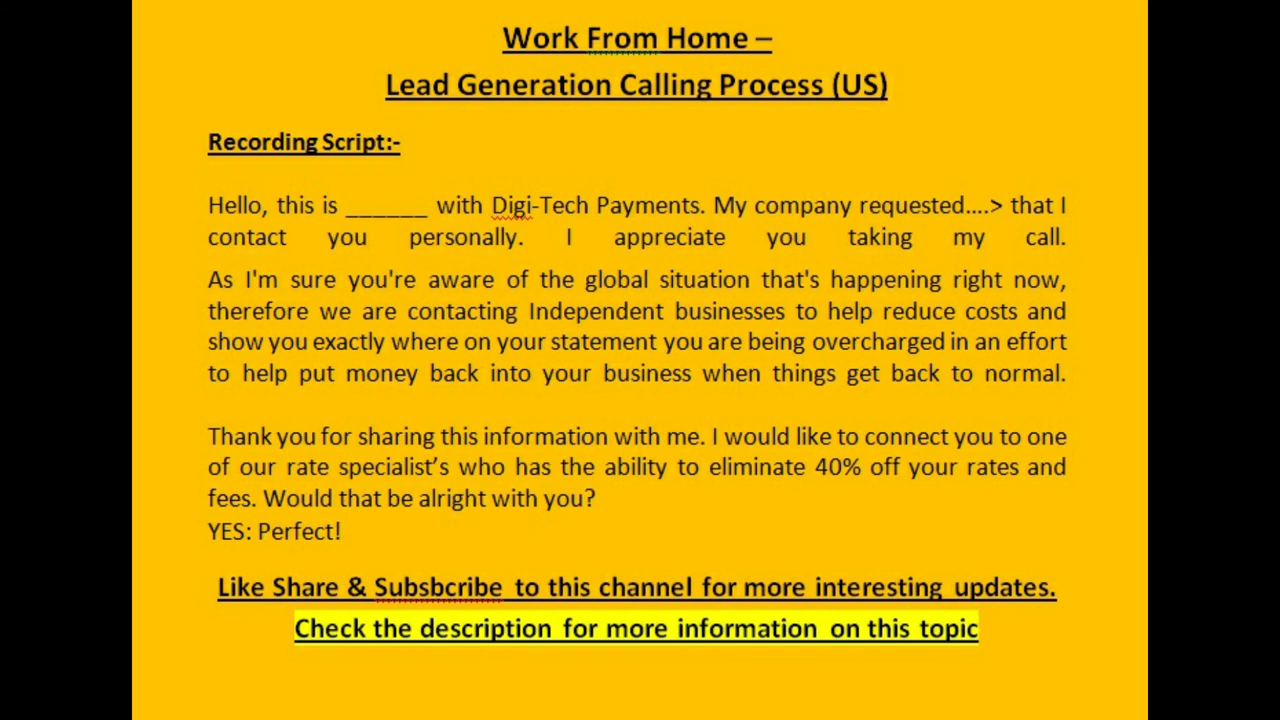 Work From Home –
Lead Generation Calling Process (US)
Recording Script:-
Hello, this is ______ with Digi-Tech Payments. My company requested....> that I
contact you personally. I appreciate you taking my call.
As I'm sure you're aware of the global situation that's happening right now,
therefore we are contacting Independent businesses to help reduce costs and
show you exactly where on your statement you are being overcharged in an effort
to help put money back into your business when things get back to normal.
Thank you for sharing this information with me. I would like to connect you to one
of our rate specialist’s who has the ability to eliminate 40% off your rates and
fees. Would that be alright with you?
YES: Perfect!
Like Share & Subsbcribe to this channel for more interesting updates.
Check the description for more information on this topic